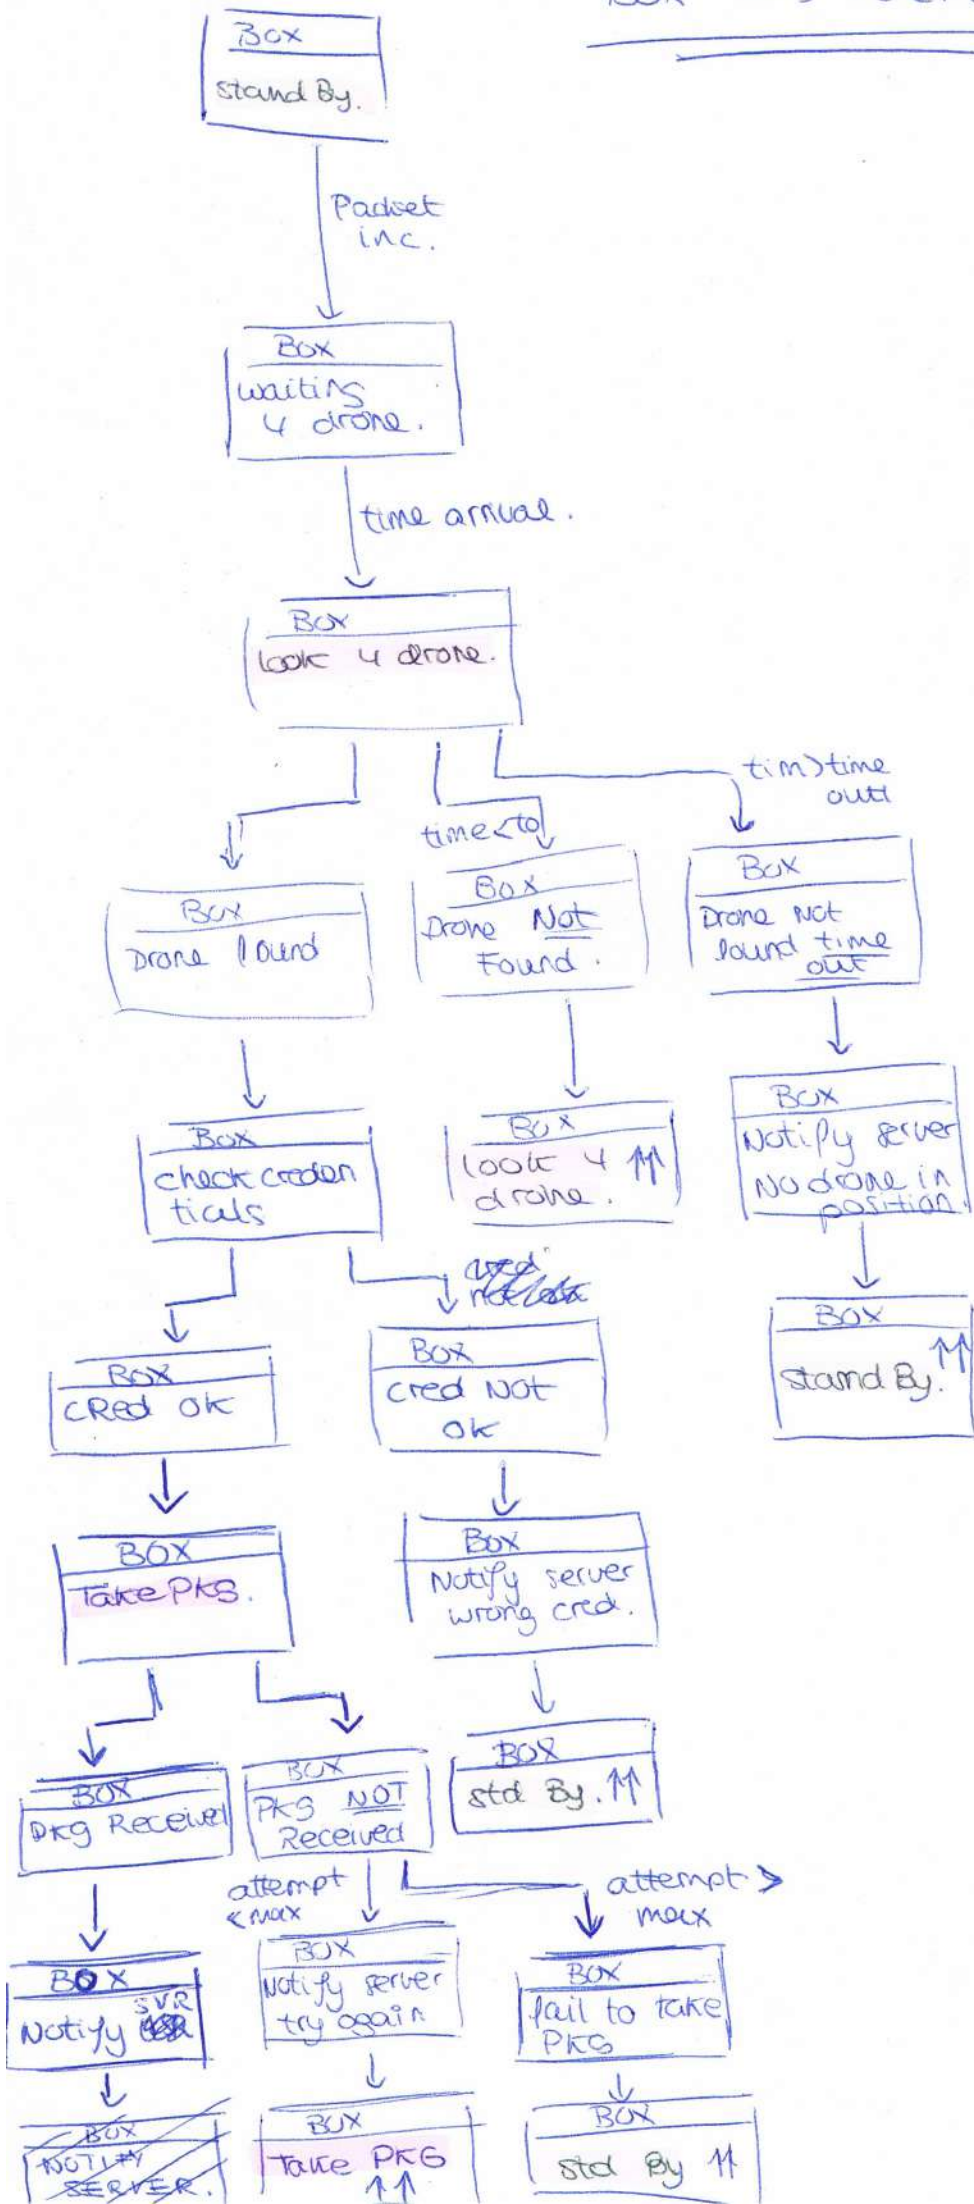 Box
Box
stand By.
Packet
inc.
Box
waiting
4 drone.
time arrival.
Box
look 4 drone.
tim>time
out
time<to
Box
Drone found
Box
Drone Not
Found.
Box
Drone Not
found time
out
Box
check creden
tials
Box
look 4 ↑↑
drone.
Box
Notify server
No drone in
position.
Box
CRed OK
Box
cred Not
OK
Box
stand By. ↑↑
BOX
Take PKG.
Box
Notify server
wrong cred.
BOX
PKg Received
BOX
PKG NOT
Received
BOX
std By. ↑↑
attempt
<max
attempt >
max
BOX
Notify SVR
BOX
Notify server
try again
BOX
fail to take
PKG
BOX
NOTIFY
SERVER.
BOX
Take PKG
↑↑
BOX
std By ↑↑